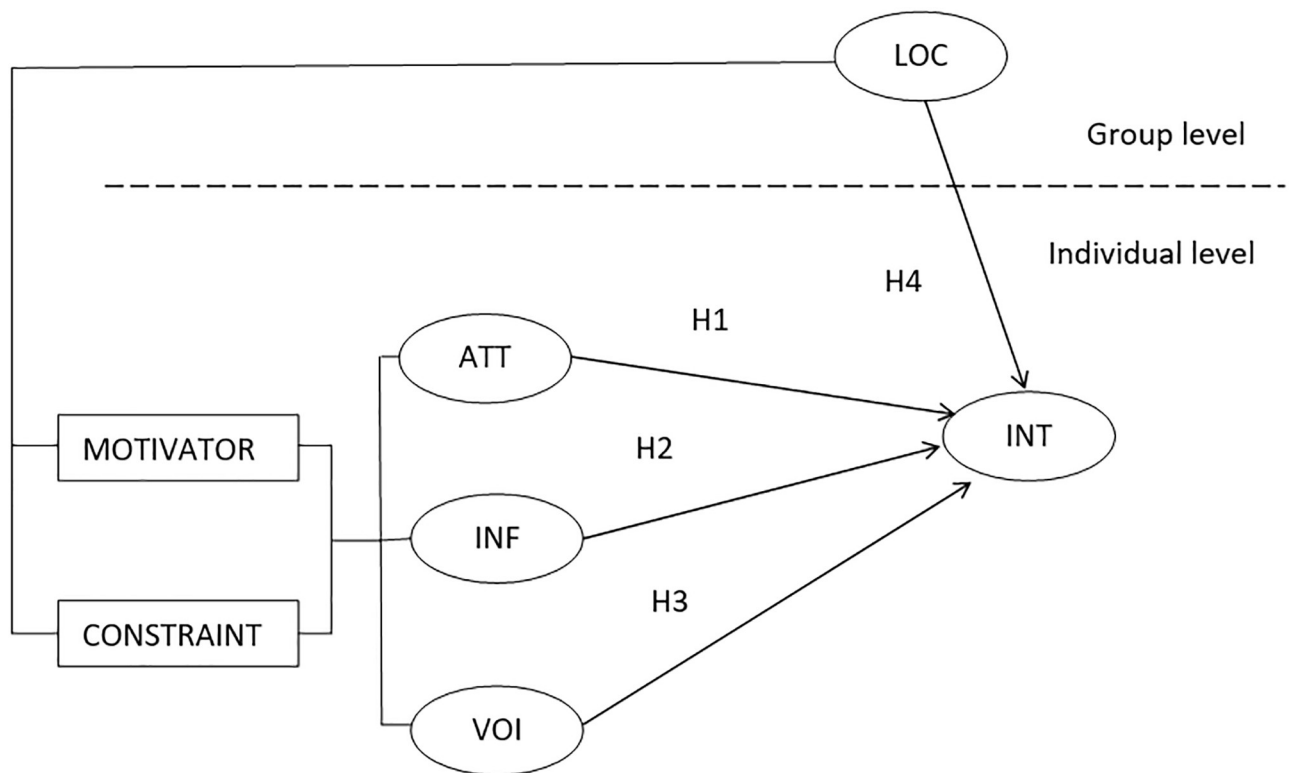 LOC
Group level
Individual level
H4
H1
ATT
INT
MOTIVATOR
H2
INF
H3
CONSTRAINT
VOI